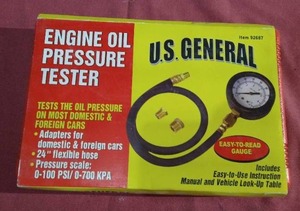 ENGINE OIL
PRESSURE
TESTER
U.S. GENERAL
TESTS THE OIL PRESSURE
ON MOST DOMESTIC &
FOREIGN CARS
• Adapters for
domestic & foreign cars
• 24" flexible hose
• Pressure scale:
0-100 PSI/0-700 KPA
EASY-TO-READ
GAUGE
Includes
Easy-to-Use Instruction
Manual and Vehicle Look-Up Table